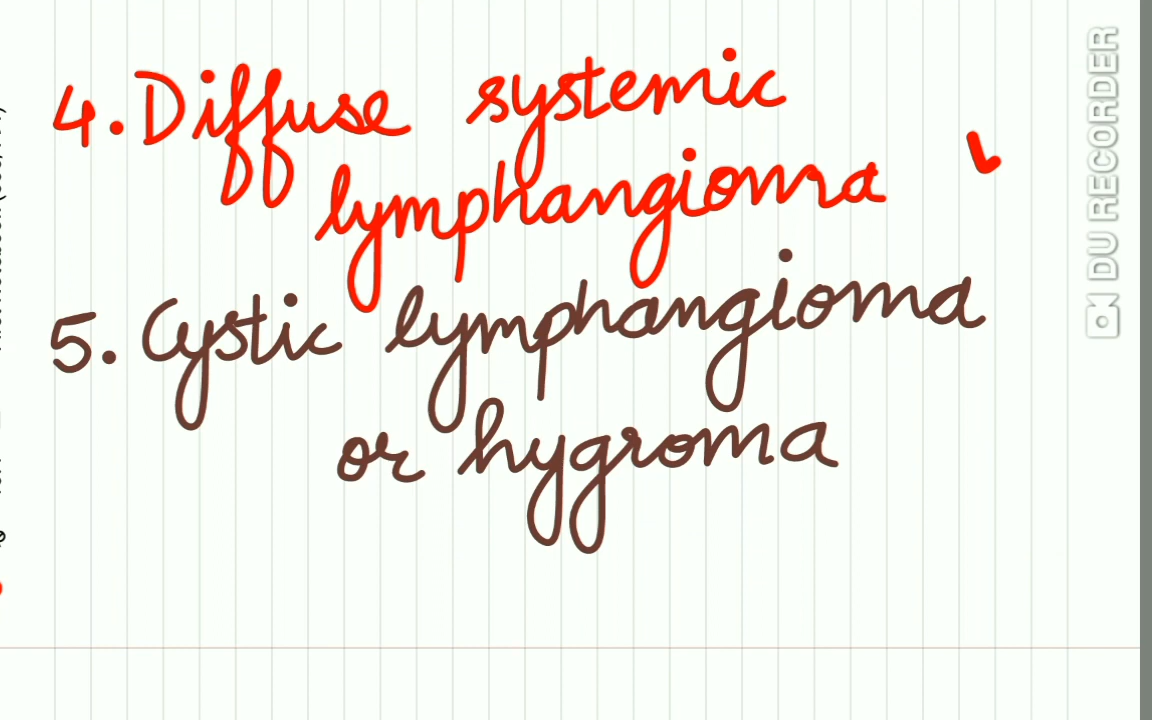 4. Diffuse systemic
lymphangioma
5. Cystic lymphangioma
or hygroma
DU RECORDER